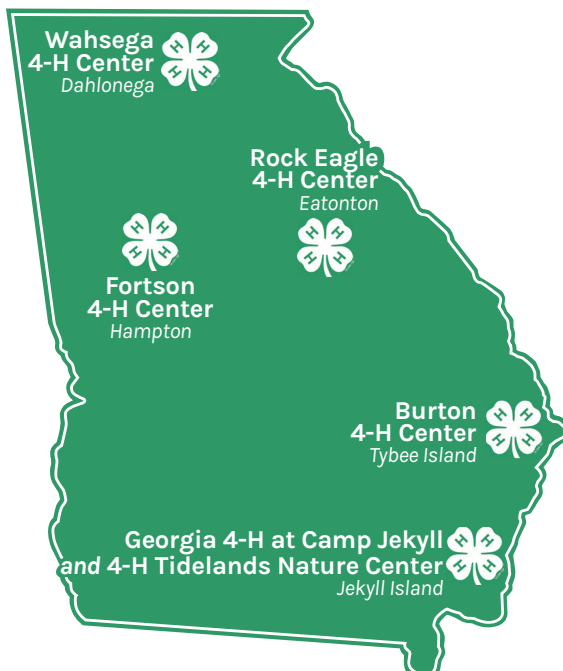 Wahsega
4-H Center
Dahlonega
H H
H H
Rock Eagle
4-H Center
Eatonton
H H
H H
Fortson
4-H Center
Hampton
H H
H H
Burton
4-H Center
Tybee Island
H H
H H
Georgia 4-H at Camp Jekyll
and 4-H Tidelands Nature Center
Jekyll Island
H H
H H